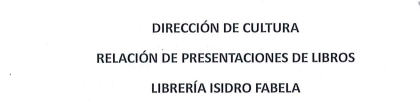 DIRECCIÓN DE CULTURA
RELACIÓN DE PRESENTACIONES DE LIBROS
LIBRERÍA ISIDRO FABELA